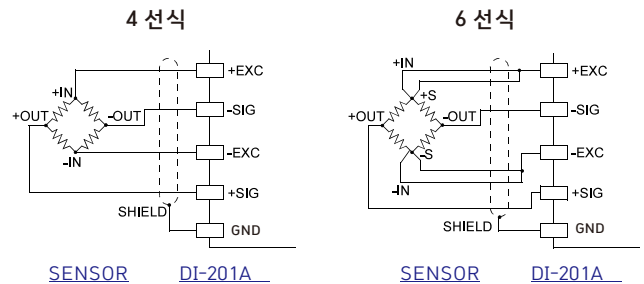 4 선식
+IN
+EXC
+OUT
-OUT
-SIG
-IN
-EXC
+SIG
SHIELD
GND
SENSOR DI-201A
6 선식
+IN
+EXC
+S
+OUT
-OUT
-SIG
-S
-EXC
-IN
+SIG
SHIELD
GND
SENSOR DI-201A